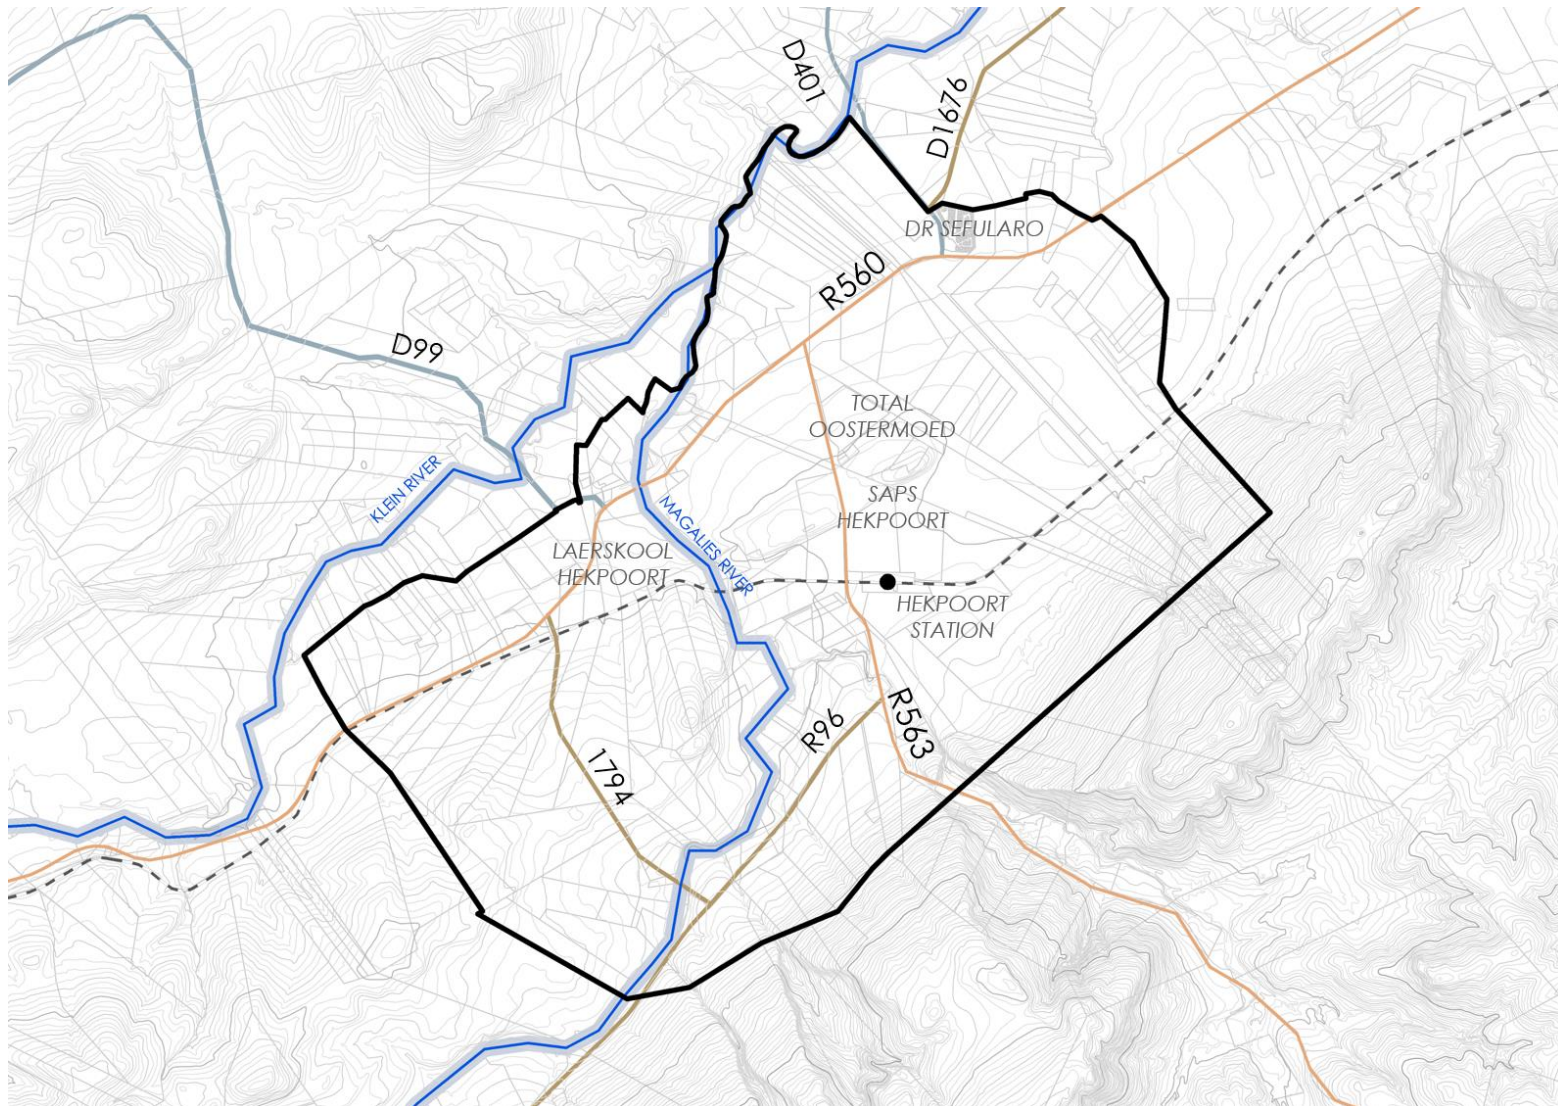 D401
D1676
DR SEFULARO
R560
D99
TOTAL
OOSTERMOED
KLEIN RIVER
SAPS
HEKPOORT
MAGALIES RIVER
LAERSKOOL
HEKPOORT
HEKPOORT
STATION
R96
R563
1794